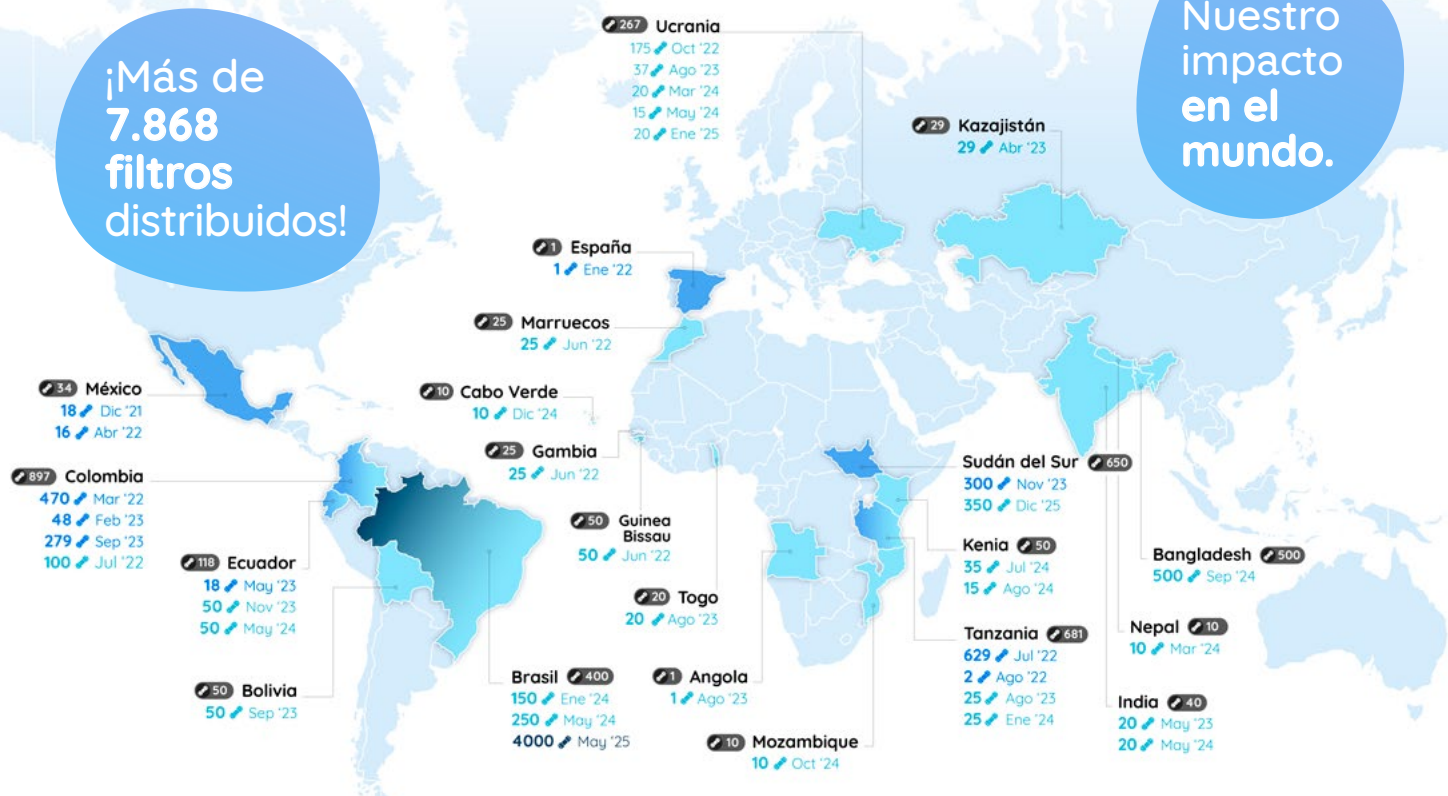 ¡Más de
7.868
filtros
distribuidos!
Nuestro
impacto
en el
mundo.
267 Ucrania
175 Oct '22
37 Ago '23
20 Mar '24
15 May '24
20 Ene '25
29 Kazajistán
29 Abr '23
1 España
1 Ene '22
25 Marruecos
25 Jun '22
34 México
18 Dic '21
16 Abr '22
10 Cabo Verde
10 Dic '24
25 Gambia
25 Jun '22
897 Colombia
470 Mar '22
48 Feb '23
279 Sep '23
100 Jul '22
50 Guinea
Bissau
50 Jun '22
118 Ecuador
18 May '23
50 Nov '23
50 May '24
20 Togo
20 Ago '23
50 Bolivia
50 Sep '23
Brasil 400
150 Ene '24
250 May '24
4000 May '25
1 Angola
1 Ago '23
10 Mozambique
10 Oct '24
Sudán del Sur 650
300 Nov '23
350 Dic '25
Kenia 50
35 Jul '24
15 Ago '24
Tanzania 681
629 Jul '22
2 Ago '22
25 Ago '23
25 Ene '24
Bangladesh 500
500 Sep '24
Nepal 10
10 Mar '24
India 40
20 May '23
20 May '24